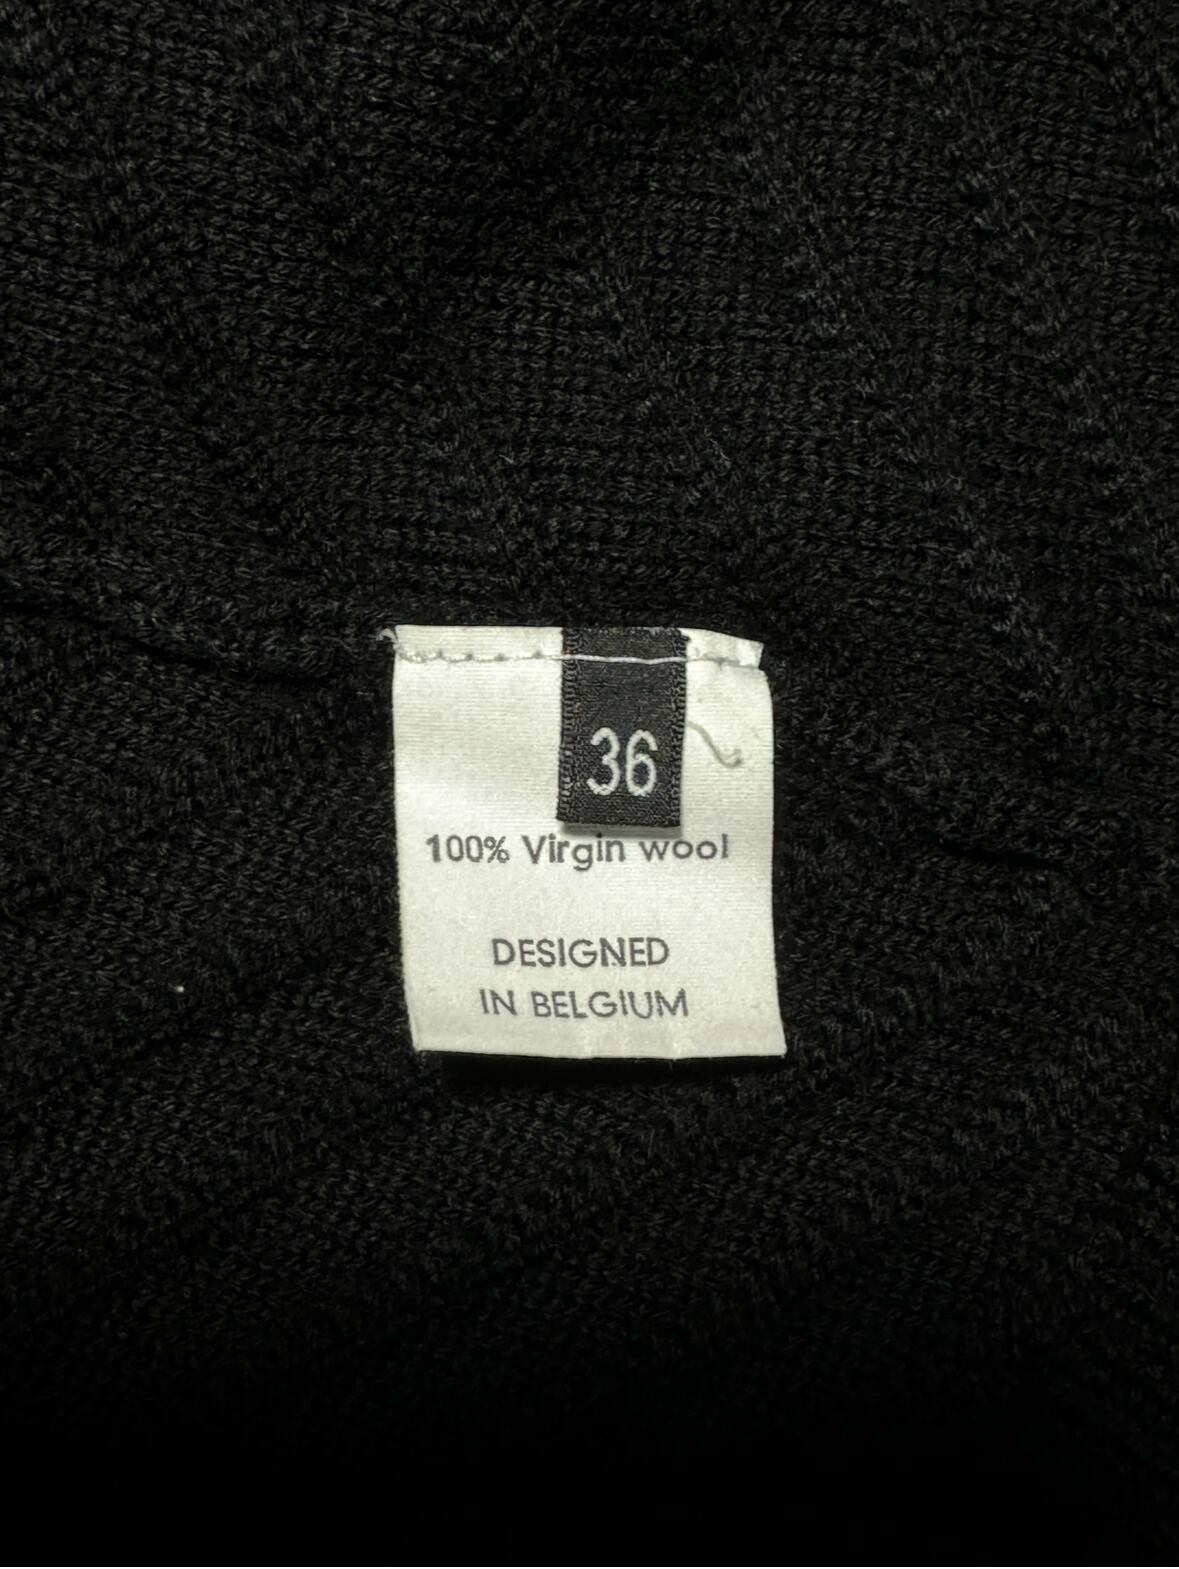 36
100% Virgin wool
DESIGNED
IN BELGIUM